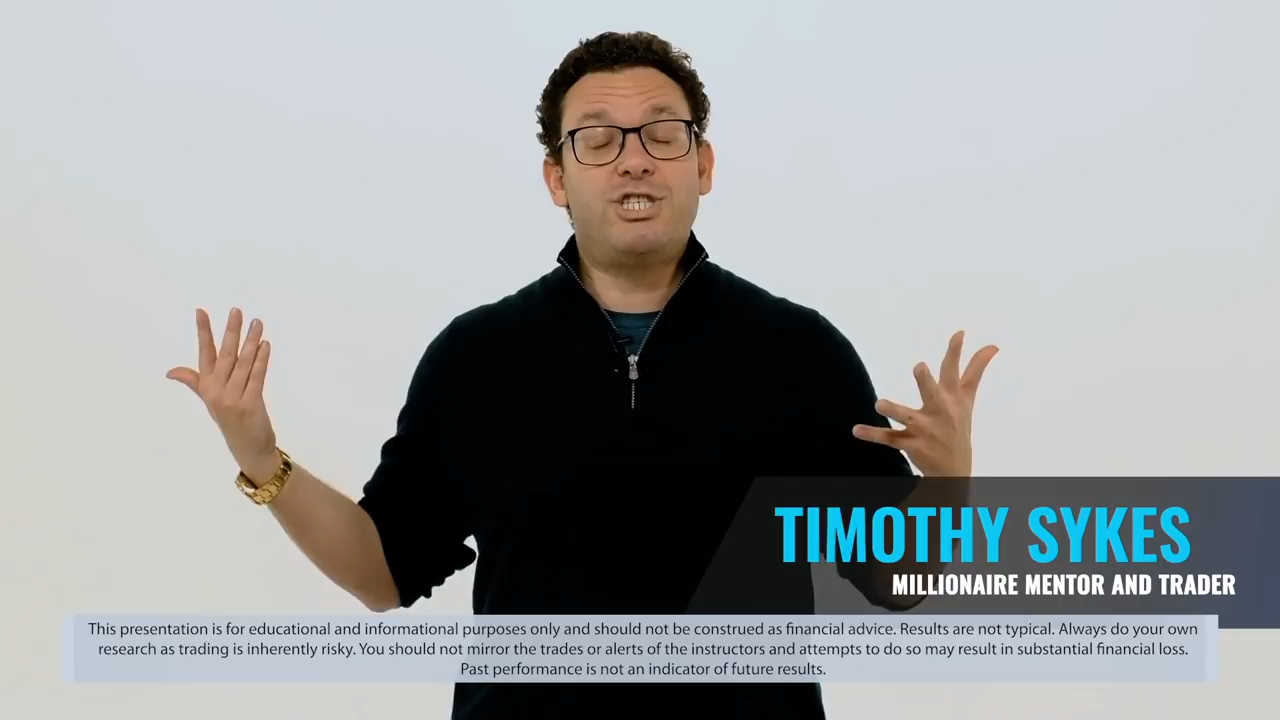 TIMOTHY SYKES
MILLIONAIRE MENTOR AND TRADER
This presentation is for educational and informational purposes only and should not be construed as financial advice. Results are not typical. Always do your own
research as trading is inherently risky. You should not mirror the trades or alerts of the instructors and attempts to do so may result in substantial financial loss.
Past performance is not an indicator of future results.